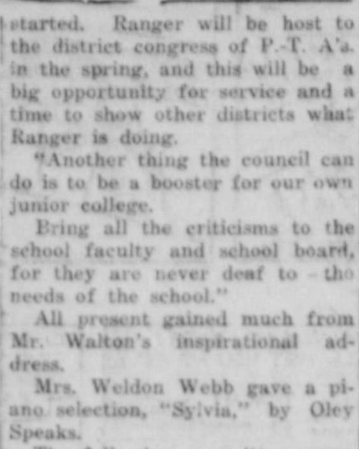 started. Ranger will be host to
the district congress of P.-T. A's.
in the spring, and this will be a
big opportunity for service and a
time to show other districts what
Ranger is doing.
"Another thing the council can
do is to be a booster for our own
junior college.
Bring all the criticisms to the
school faculty and school board,
for they are never deaf to the
needs of the school."
All present gained much from
Mr. Walton's inspirational ad-
dress.
Mrs. Weldon Webb gave a pi-
ano selection, "Sylvia," by Oley
Speaks.